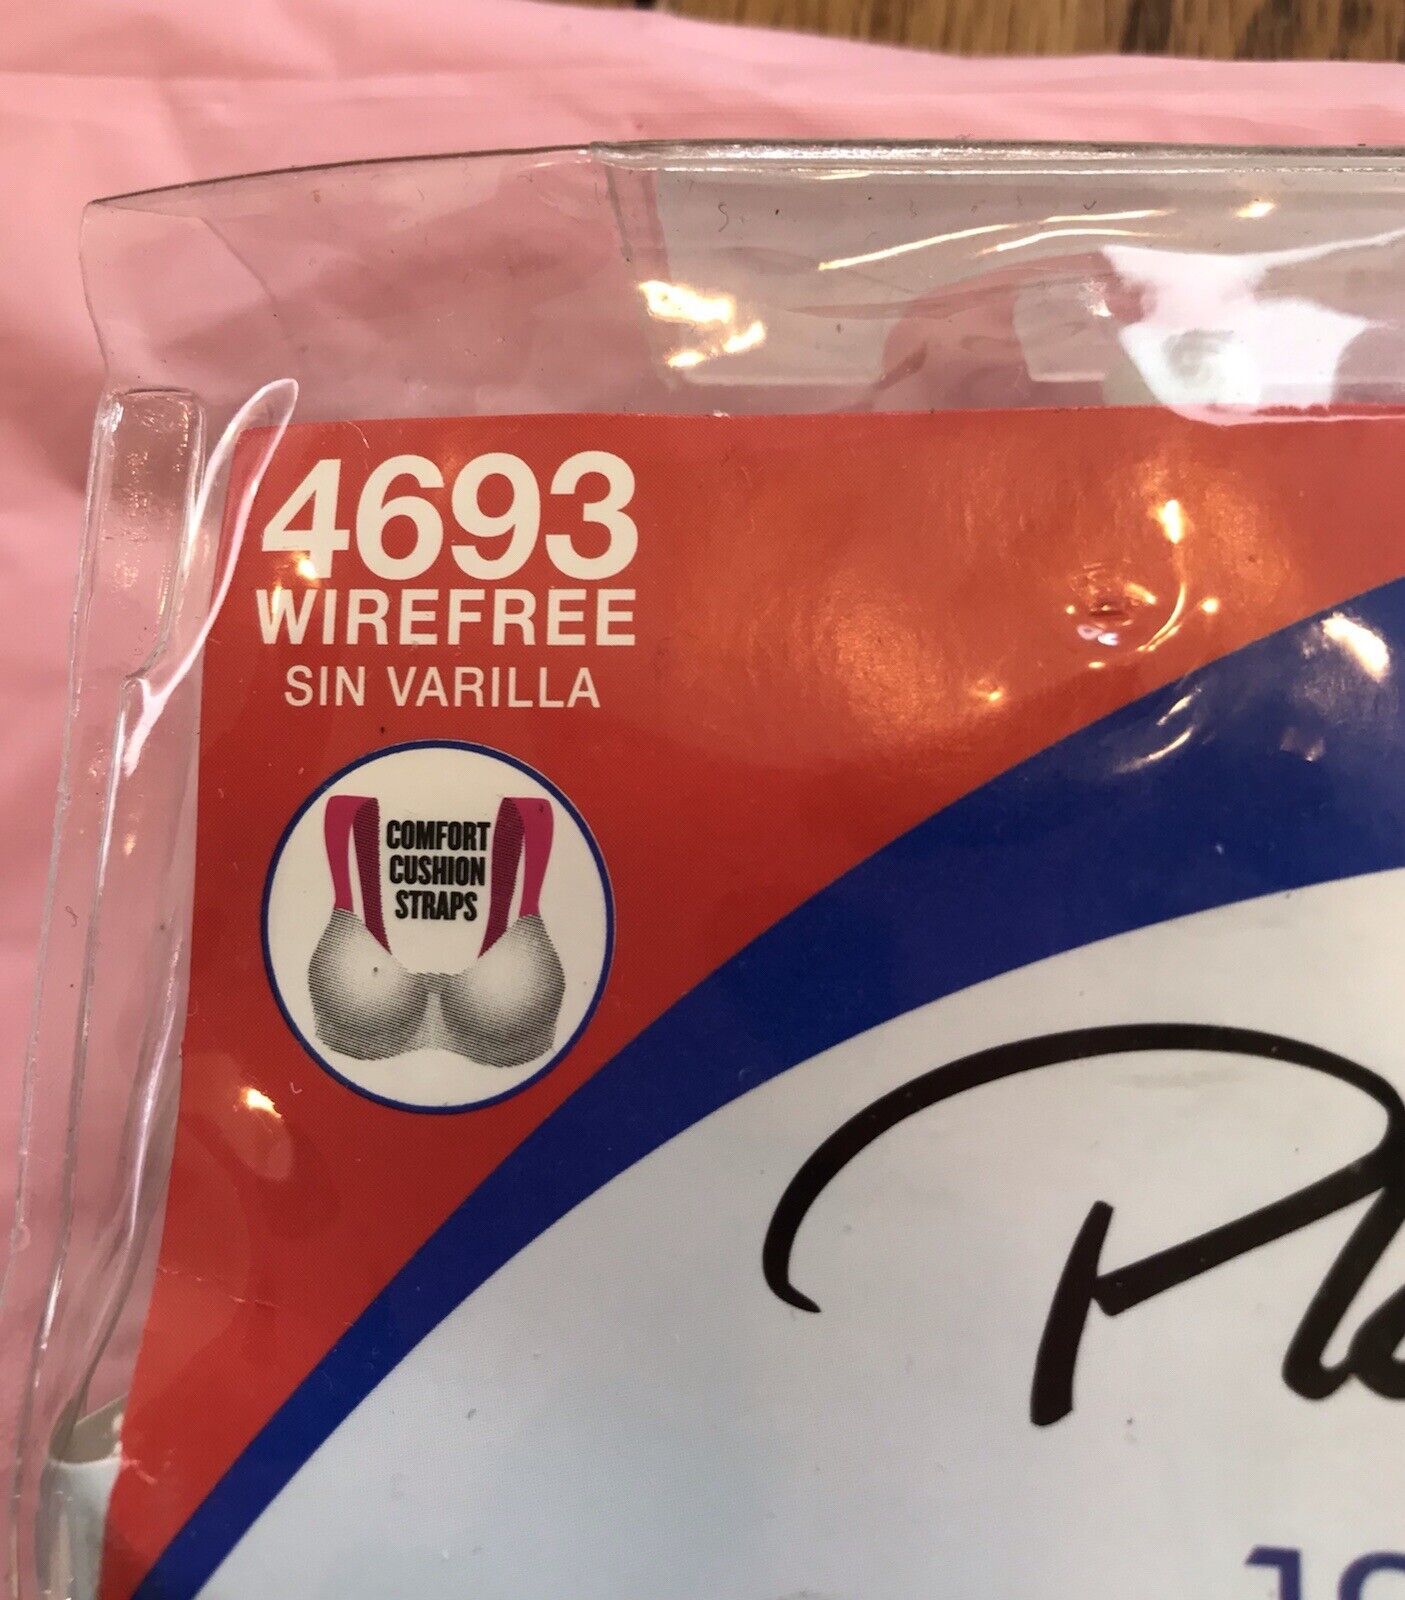 4693
WIREFREE
SIN VARILLA
COMFORT
CUSHION
STRAPS